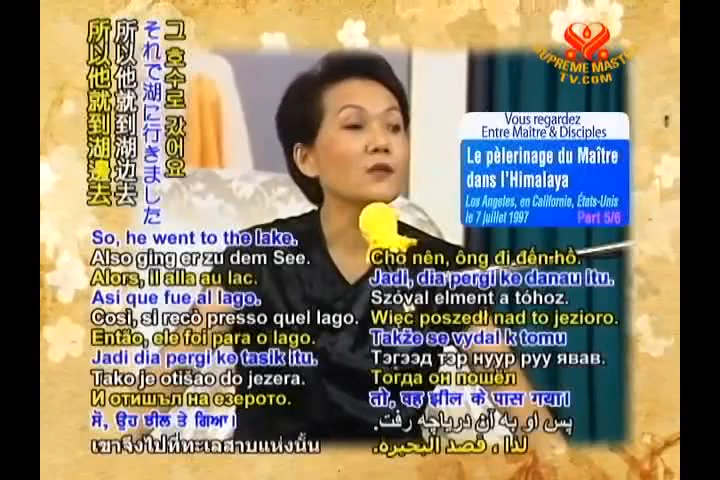 所以他就到湖邊去
所以他就到湖边去
それで湖に行きました
그 호수로 갔어요
SUPREME MASTER
TV.COM
Vous regardez
Entre Maître & Disciples
Le pèlerinage du Maître
dans l'Himalaya
Los Angeles, en Californie, États-Unis
le 7 juillet 1997
Part 5/6
So, he went to the lake.
Also ging er zu dem See.
Alors, il alla au lac.
Así que fue al lago.
Così, si recò presso quel lago.
Então, ele foi para o lago.
Jadi dia pergi ke tasik itu.
Tako je otišao do jezera.
И отишъл на езерото.
ਸੋ, ਉਹ ਝੀਲ ਤੇ ਗਿਆ।
เขาจึงไปที่ทะเลสาบแห่งนั้น
Cho nên, ông đi đến hồ.
Jadi, dia pergi ke danau itu.
Szóval elment a tóhoz.
Więc poszedł nad to jezioro.
Takže se vydal k tomu
Тэгээд тэр нуур руу явав.
Тогда он пошёл
तो, वह झील के पास गया।
پس او به آن دریاچه رفت.
لذا ، قصد البحيرة.